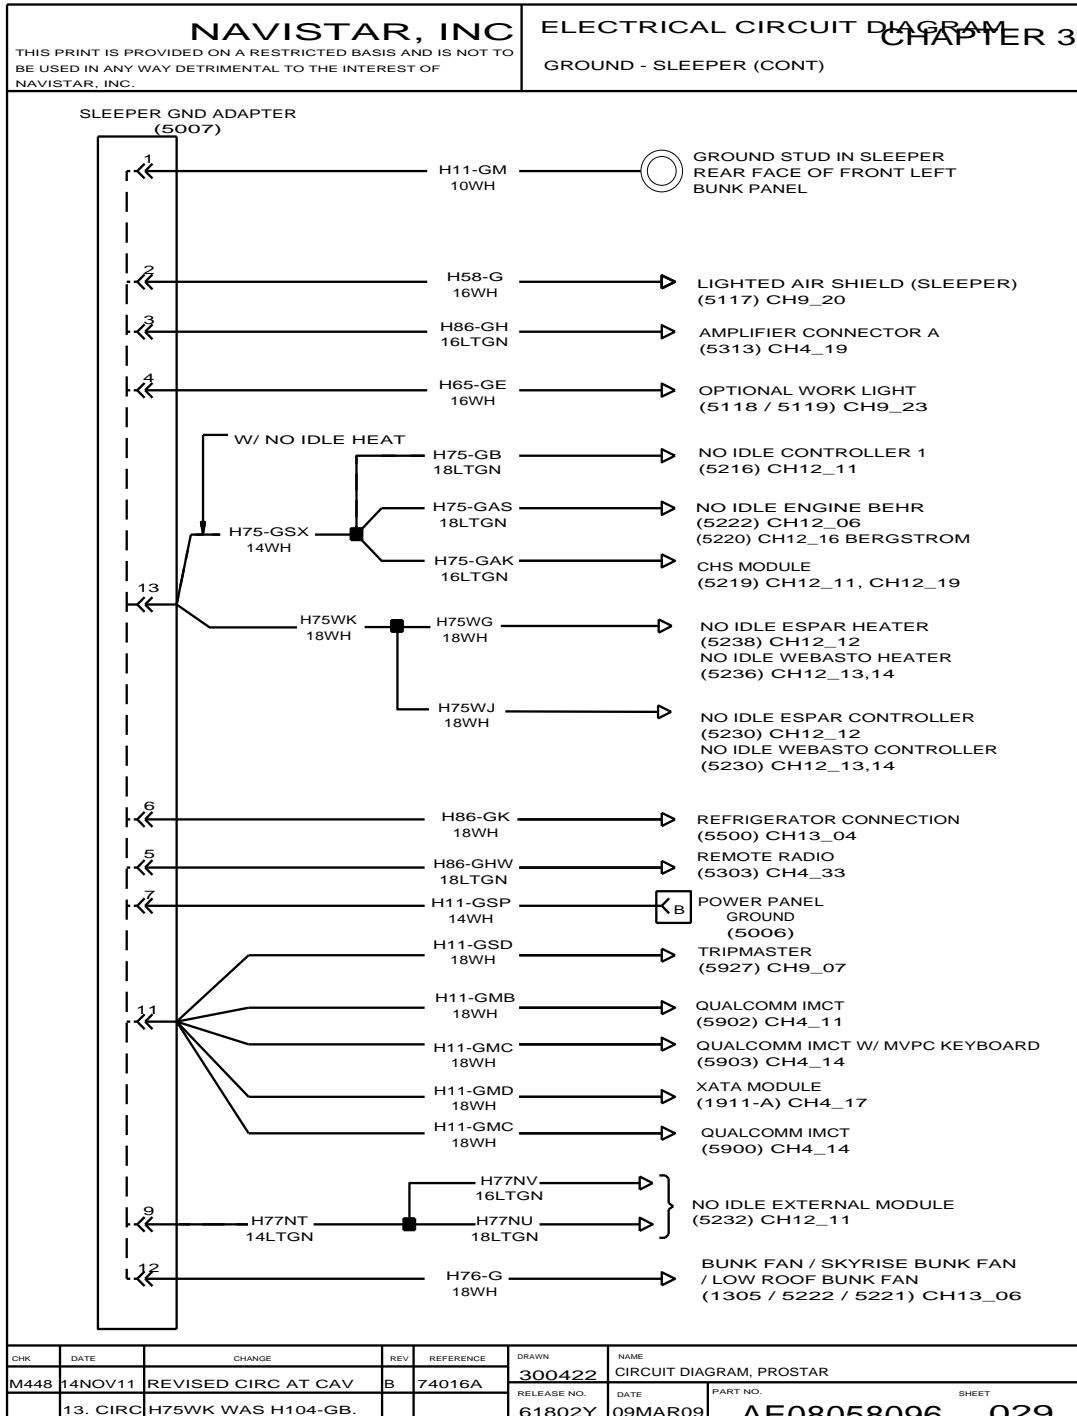 NAVISTAR, INC
THIS PRINT IS PROVIDED ON A RESTRICTED BASIS AND IS NOT TO
BE USED IN ANY WAY DETRIMENTAL TO THE INTEREST OF
NAVISTAR, INC.
ELECTRICAL CIRCUIT DIAGRAM
CHAPTER 3
GROUND - SLEEPER (CONT)
SLEEPER GND ADAPTER
(5007)
1
H11-GM
10WH
GROUND STUD IN SLEEPER
REAR FACE OF FRONT LEFT
BUNK PANEL
2
H58-G
16WH
LIGHTED AIR SHIELD (SLEEPER)
(5117) CH9_20
3
H86-GH
16LTGN
AMPLIFIER CONNECTOR A
(5313) CH4_19
4
H65-GE
16WH
OPTIONAL WORK LIGHT
(5118 / 5119) CH9_23
W/ NO IDLE HEAT
H75-GB
18LTGN
NO IDLE CONTROLLER 1
(5216) CH12_11
H75-GSX
14WH
H75-GAS
18LTGN
NO IDLE ENGINE BEHR
(5222) CH12_06
(5220) CH12_16 BERGSTROM
H75-GAK
16LTGN
CHS MODULE
(5219) CH12_11, CH12_19
13
H75WK
18WH
H75WG
18WH
NO IDLE ESPAR HEATER
(5238) CH12_12
NO IDLE WEBASTO HEATER
(5236) CH12_13,14
H75WJ
18WH
NO IDLE ESPAR CONTROLLER
(5230) CH12_12
NO IDLE WEBASTO CONTROLLER
(5230) CH12_13,14
6
H86-GK
18WH
REFRIGERATOR CONNECTION
(5500) CH13_04
5
H86-GHW
18LTGN
REMOTE RADIO
(5303) CH4_33
7
H11-GSP
14WH
B
POWER PANEL
GROUND
(5006)
H11-GSD
18WH
TRIPMASTER
(5927) CH9_07
11
H11-GMB
18WH
QUALCOMM IMCT
(5902) CH4_11
H11-GMC
18WH
QUALCOMM IMCT W/ MVPC KEYBOARD
(5903) CH4_14
H11-GMD
18WH
XATA MODULE
(1911-A) CH4_17
H11-GMC
18WH
QUALCOMM IMCT
(5900) CH4_14
9
H77NT
14LTGN
H77NV
16LTGN
H77NU
18LTGN
NO IDLE EXTERNAL MODULE
(5232) CH12_11
12
H76-G
18WH
BUNK FAN / SKYRISE BUNK FAN
/ LOW ROOF BUNK FAN
(1305 / 5222 / 5221) CH13_06
CHK DATE CHANGE REV REFERENCE
M448 14NOV11 REVISED CIRC AT CAV B 74016A
13. CIRC H75WK WAS H104-GB.
DRAWN
300422
NAME
CIRCUIT DIAGRAM, PROSTAR
RELEASE NO.
61802Y
DATE
09MAR09
PART NO.
AE08058096
SHEET
029